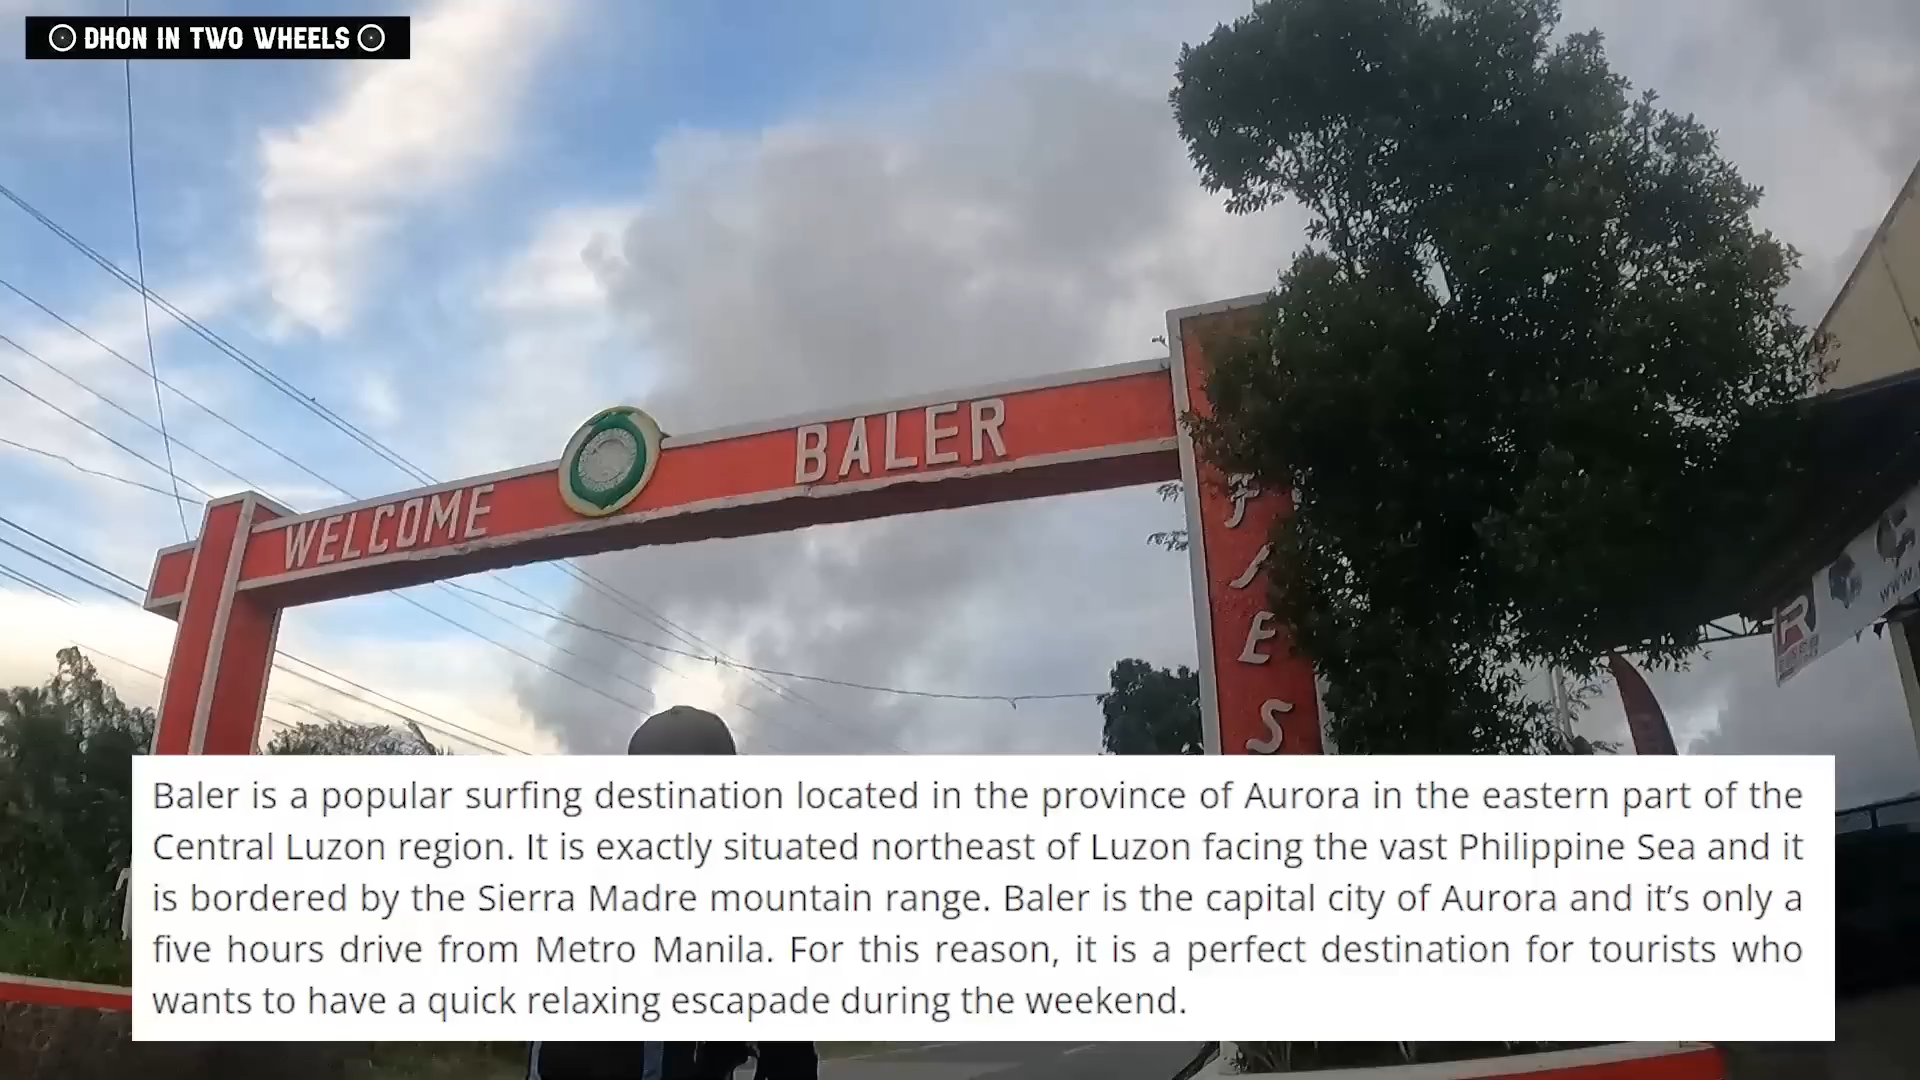 DHON IN TWO WHEELS
WELCOME BALER
Baler is a popular surfing destination located in the province of Aurora in the eastern part of the
Central Luzon region. It is exactly situated northeast of Luzon facing the vast Philippine Sea and it
is bordered by the Sierra Madre mountain range. Baler is the capital city of Aurora and it’s only a
five hours drive from Metro Manila. For this reason, it is a perfect destination for tourists who
wants to have a quick relaxing escapade during the weekend.